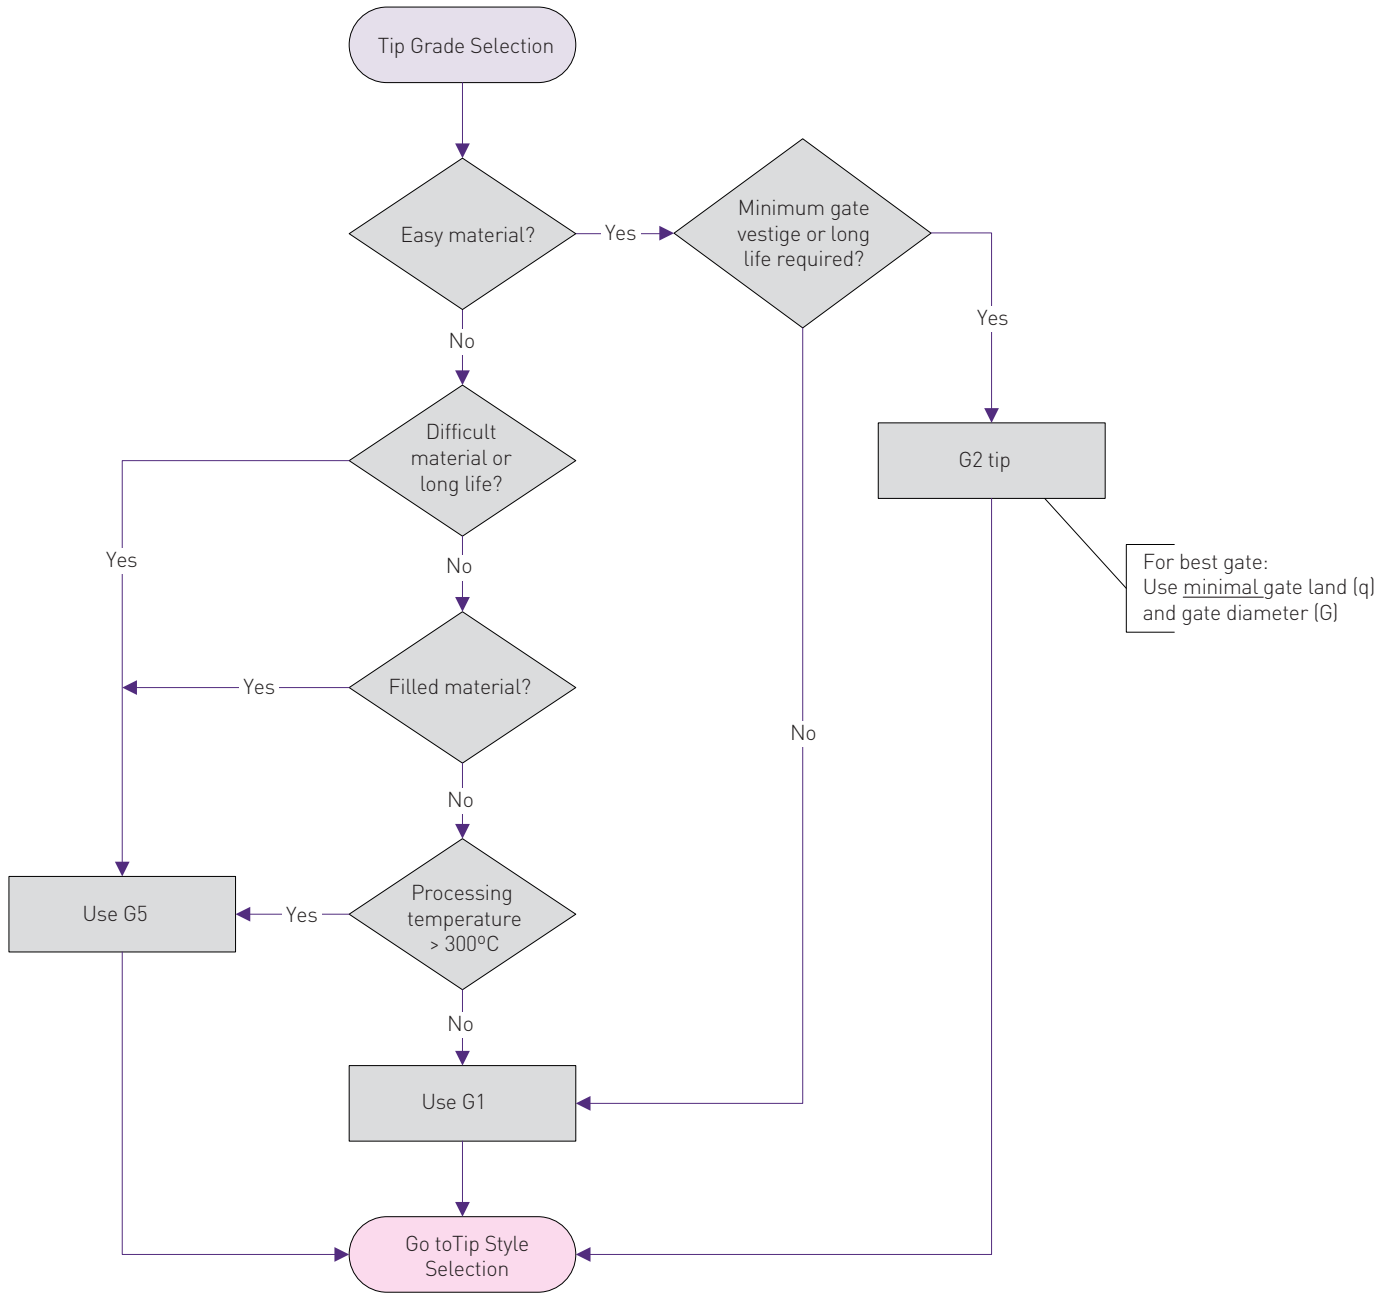 Tip Grade Selection
Easy material?
Yes
Minimum gate
vestige or long
life required?
Yes
No
Difficult
material or
long life?
G2 tip
Yes
No
For best gate:
Use minimal gate land (q)
and gate diameter (G)
Filled material?
Yes
No
No
Processing
temperature
> 300ºC
Yes
Use G5
No
Use G1
Go toTip Style
Selection